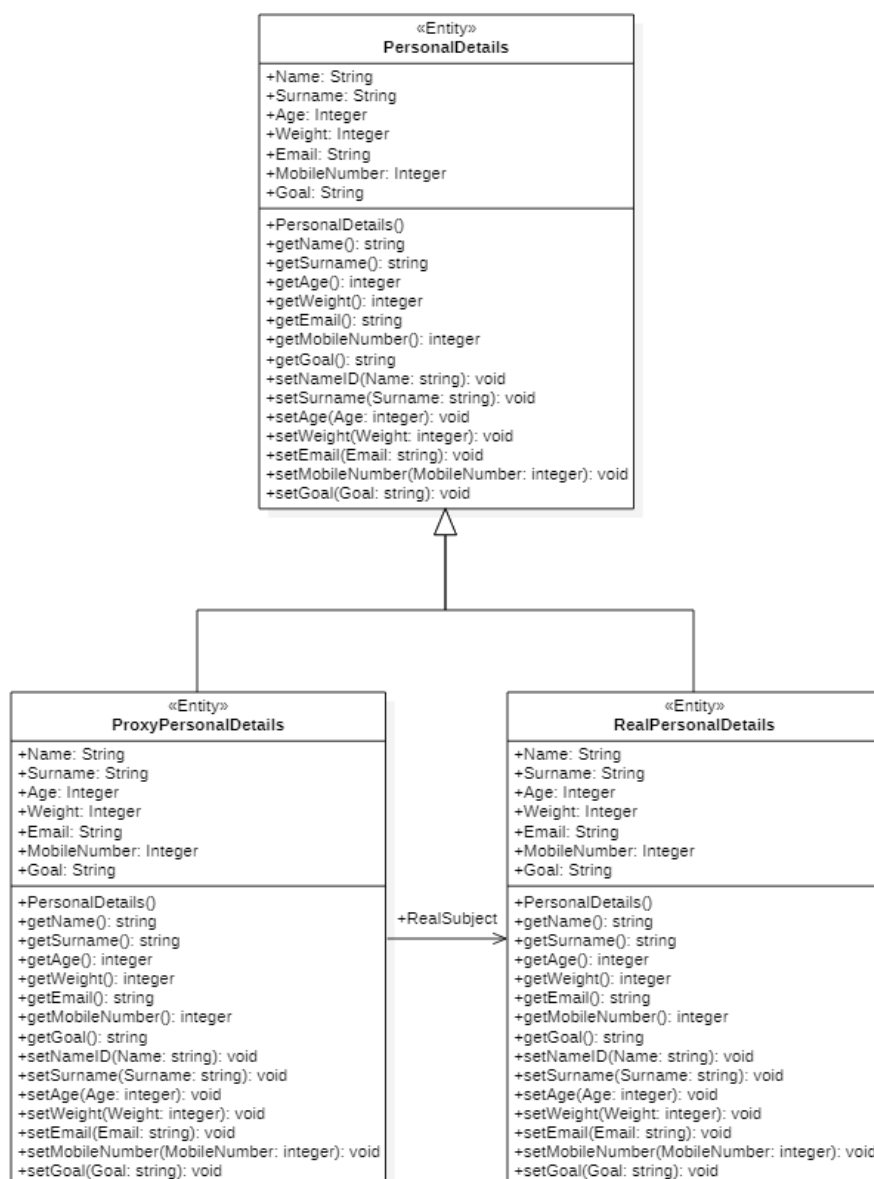 «Entity»
PersonalDetails
+Name: String
+Surname: String
+Age: Integer
+Weight: Integer
+Email: String
+MobileNumber: Integer
+Goal: String
+PersonalDetails()
+getName(): string
+getSurname(): string
+getAge(): integer
+getWeight(): integer
+getEmail(): string
+getMobileNumber(): integer
+getGoal(): string
+setNameID(Name: string): void
+setSurname(Surname: string): void
+setAge(Age: integer): void
+setWeight(Weight: integer): void
+setEmail(Email: string): void
+setMobileNumber(MobileNumber: integer): void
+setGoal(Goal: string): void
«Entity»
ProxyPersonalDetails
+Name: String
+Surname: String
+Age: Integer
+Weight: Integer
+Email: String
+MobileNumber: Integer
+Goal: String
+PersonalDetails()
+getName(): string
+getSurname(): string
+getAge(): integer
+getWeight(): integer
+getEmail(): string
+getMobileNumber(): integer
+getGoal(): string
+setNameID(Name: string): void
+setSurname(Surname: string): void
+setAge(Age: integer): void
+setWeight(Weight: integer): void
+setEmail(Email: string): void
+setMobileNumber(MobileNumber: integer): void
+setGoal(Goal: string): void
+RealSubject
«Entity»
RealPersonalDetails
+Name: String
+Surname: String
+Age: Integer
+Weight: Integer
+Email: String
+MobileNumber: Integer
+Goal: String
+PersonalDetails()
+getName(): string
+getSurname(): string
+getAge(): integer
+getWeight(): integer
+getEmail(): string
+getMobileNumber(): integer
+getGoal(): string
+setNameID(Name: string): void
+setSurname(Surname: string): void
+setAge(Age: integer): void
+setWeight(Weight: integer): void
+setEmail(Email: string): void
+setMobileNumber(MobileNumber: integer): void
+setGoal(Goal: string): void